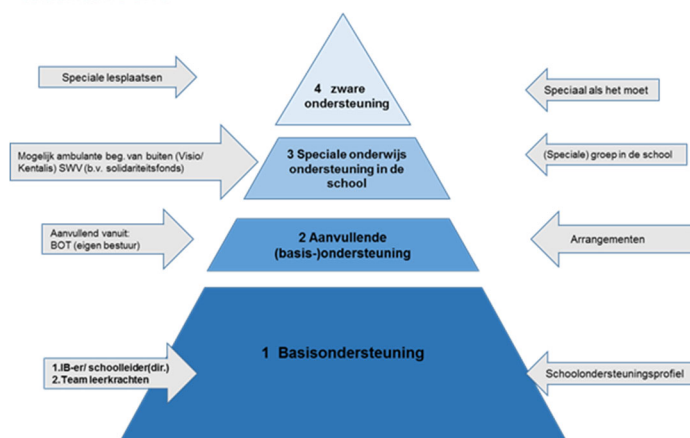 Speciale lesplaatsen
4 zware
ondersteuning
Speciaal als het moet
Mogelijk ambulante beg. van buiten (Visio/
Kentalis) SWV (b.v. solidariteitsfonds)
3 Speciale onderwijs
ondersteuning in de
school
(Speciale) groep in de school
Aanvullend vanuit:
BOT (eigen bestuur)
2 Aanvullende
(basis-)ondersteuning
Arrangementen
1 Basisondersteuning
1.IB-er/ schoolleider(dir.)
2.Team leerkrachten
Schoolondersteuningsprofiel